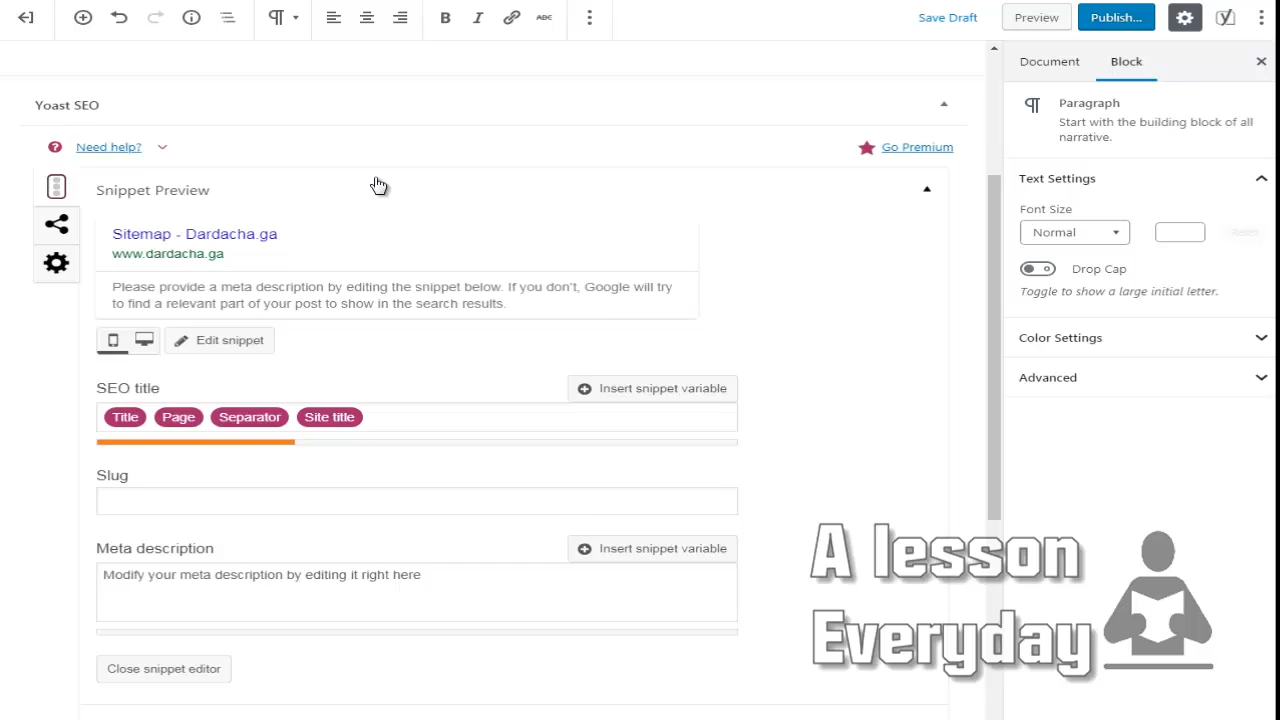 B I ABC
Save Draft
Preview
Publish...
Document
Block
Paragraph
Start with the building block of all
narrative.
Text Settings
Font Size
Normal
Reset
Drop Cap
Toggle to show a large initial letter.
Color Settings
Advanced
Yoast SEO
Need help?
Go Premium
Snippet Preview
Sitemap - Dardacha.ga
www.dardacha.ga
Please provide a meta description by editing the snippet below. If you don't, Google will try
to find a relevant part of your post to show in the search results.
Edit snippet
SEO title
Insert snippet variable
Title Page Separator Site title
Slug
Meta description
Insert snippet variable
Modify your meta description by editing it right here
Close snippet editor
A lesson
Everyday